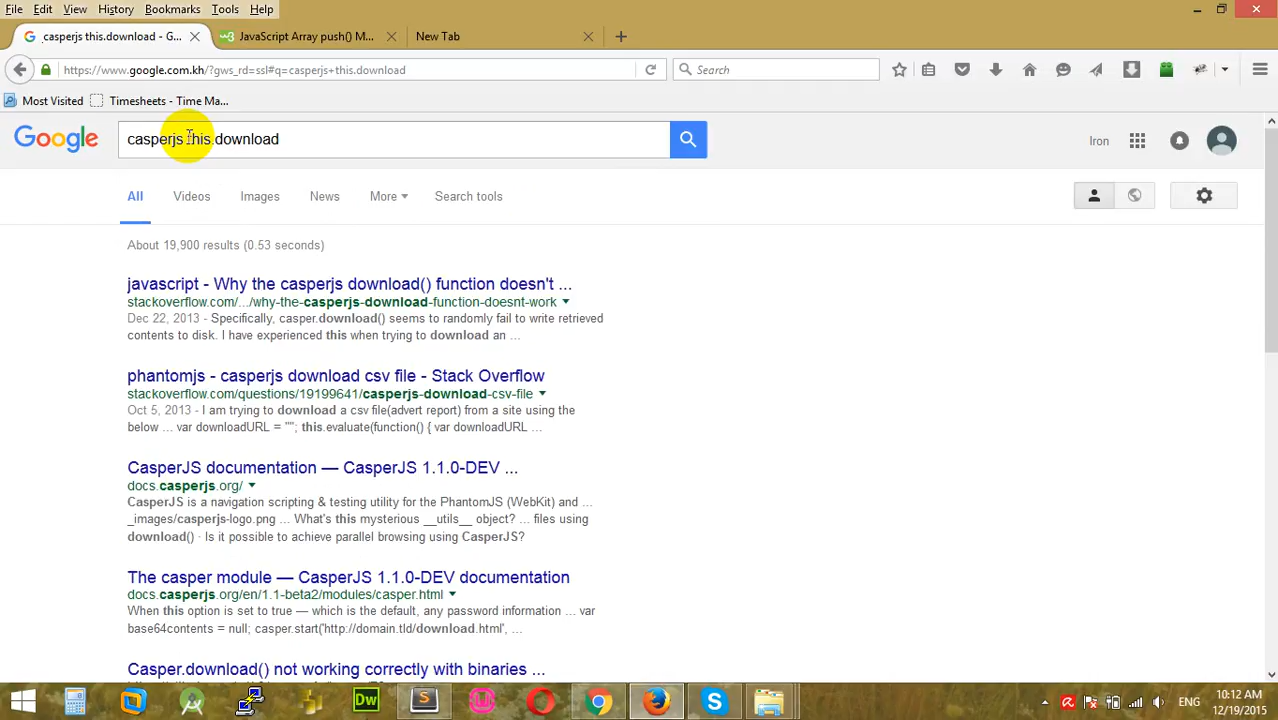 File Edit View History Bookmarks Tools Help
casperjs this.download - G...
JavaScript Array push() M...
New Tab
https://www.google.com.kh/?gws_rd=ssl#q=casperjs+this.download
Search
Most Visited
Timesheets - Time Ma...
Google
casperjs this.download
Iron
All Videos Images News More Search tools
About 19,900 results (0.53 seconds)
javascript - Why the casperjs download() function doesn't ...
stackoverflow.com/.../why-the-casperjs-download-function-doesnt-work
Dec 22, 2013 - Specifically, casper.download() seems to randomly fail to write retrieved
contents to disk. I have experienced this when trying to download an ...
phantomjs - casperjs download csv file - Stack Overflow
stackoverflow.com/questions/19199641/casperjs-download-csv-file
Oct 5, 2013 - I am trying to download a csv file(advert report) from a site using the
below ... var downloadURL = ""; this.evaluate(function() { var downloadURL ...
CasperJS documentation — CasperJS 1.1.0-DEV ...
docs.casperjs.org/
CasperJS is a navigation scripting & testing utility for the PhantomJS (WebKit) and ...
_images/casperjs-logo.png ... What's this mysterious __utils__ object? ... files using
download() · Is it possible to achieve parallel browsing using CasperJS?
The casper module — CasperJS 1.1.0-DEV documentation
docs.casperjs.org/en/1.1-beta2/modules/casper.html
When this option is set to true — which is the default, any password information ... var
base64contents = null; casper.start('http://domain.tld/download.html', ...
Casper.download() not working correctly with binaries ...
Dw
S
S
ENG
10:12 AM
12/19/2015